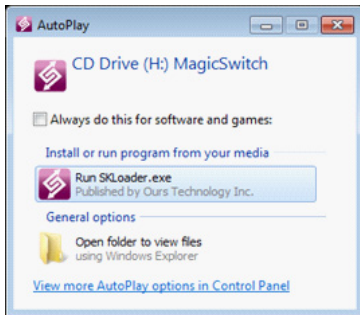 AutoPlay
CD Drive (H:) MagicSwitch
Always do this for software and games:
Install or run program from your media
Run SKLoader.exe
Published by Ours Technology Inc.
General options
Open folder to view files
using Windows Explorer
View more AutoPlay options in Control Panel